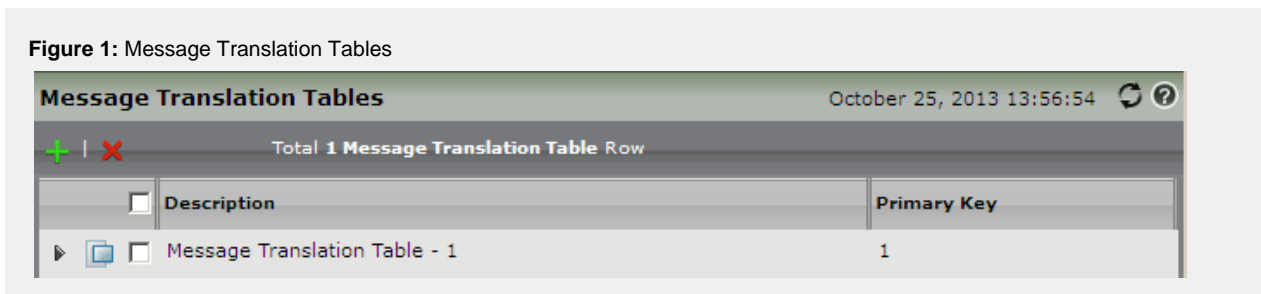 Figure 1: Message Translation Tables
Message Translation Tables October 25, 2013 13:56:54
Total 1 Message Translation Table Row
Description Primary Key
Message Translation Table - 1 1